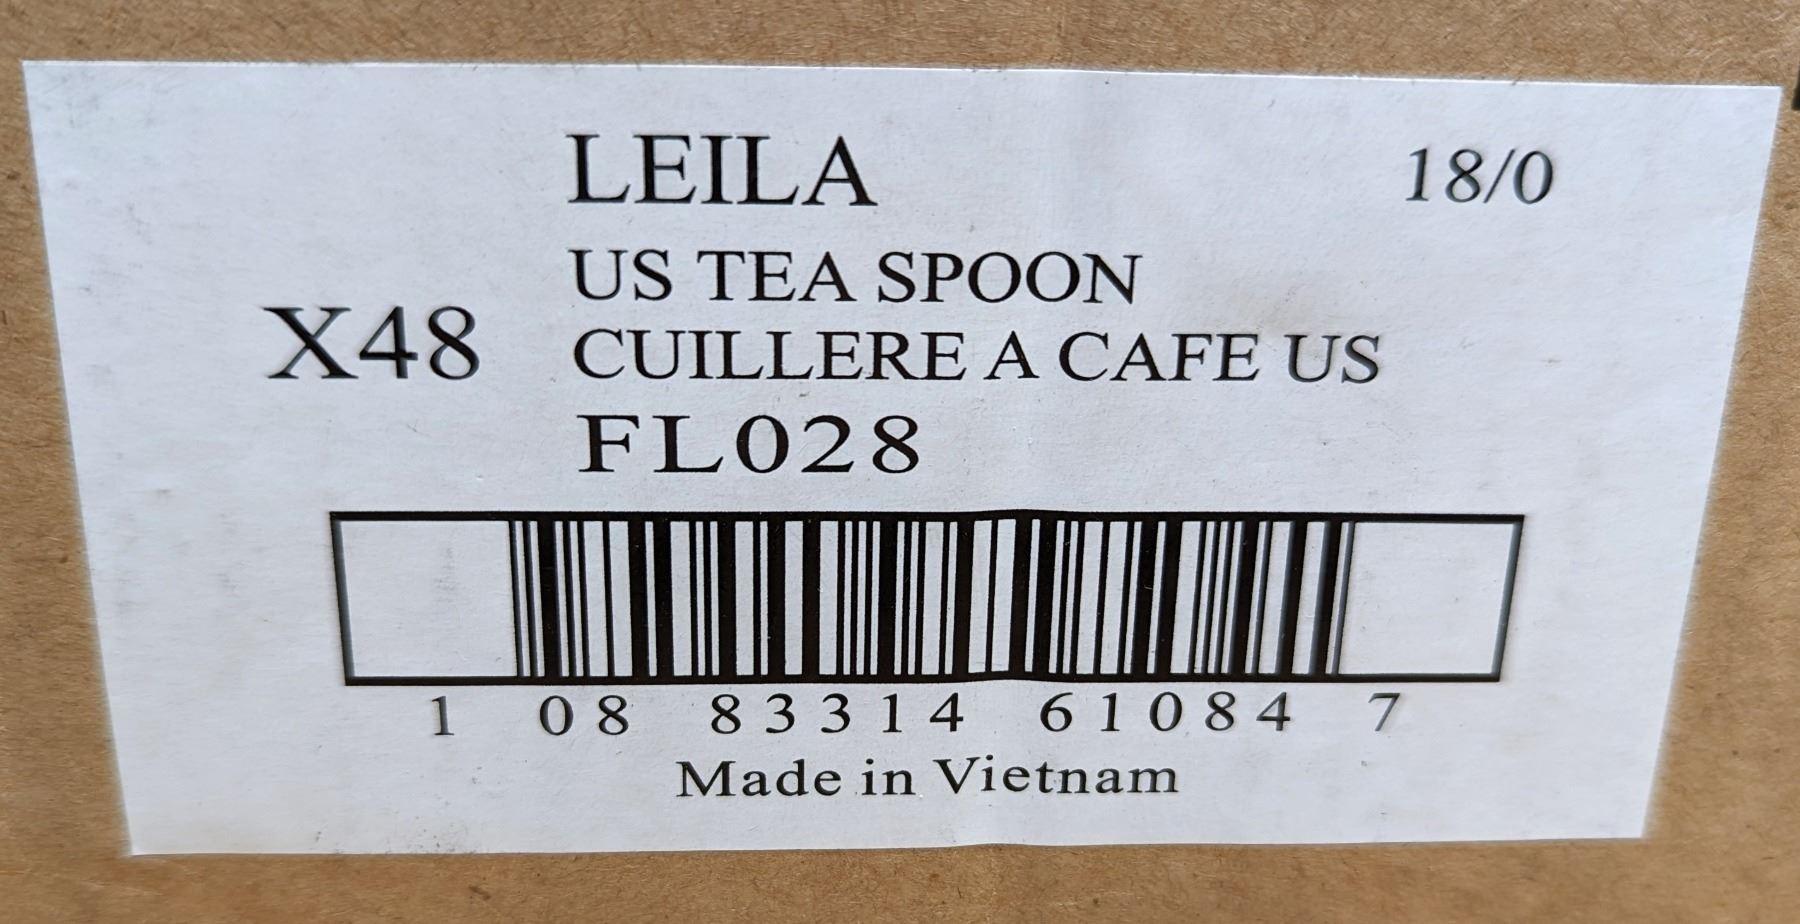 LEILA 18/0
US TEA SPOON
X48
CUILLERE A CAFE US
FL028
1 08 83314 61084 7
Made in Vietnam